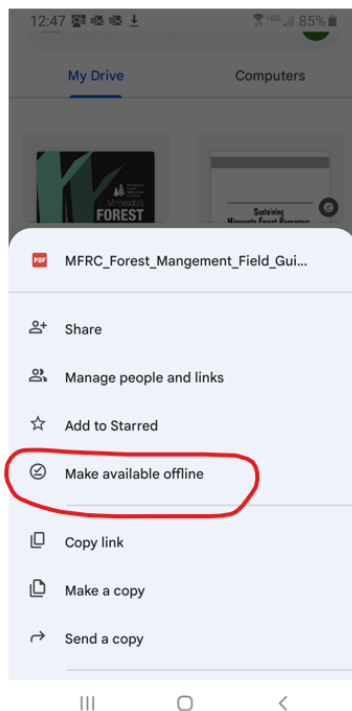 12:47
85%
My Drive
Computers
Minnesota's
FOREST
Sustaining
Minnesota Forest Resources:
PDF
MFRC_Forest_Mangement_Field_Gui...
Share
Manage people and links
Add to Starred
Make available offline
Copy link
Make a copy
Send a copy